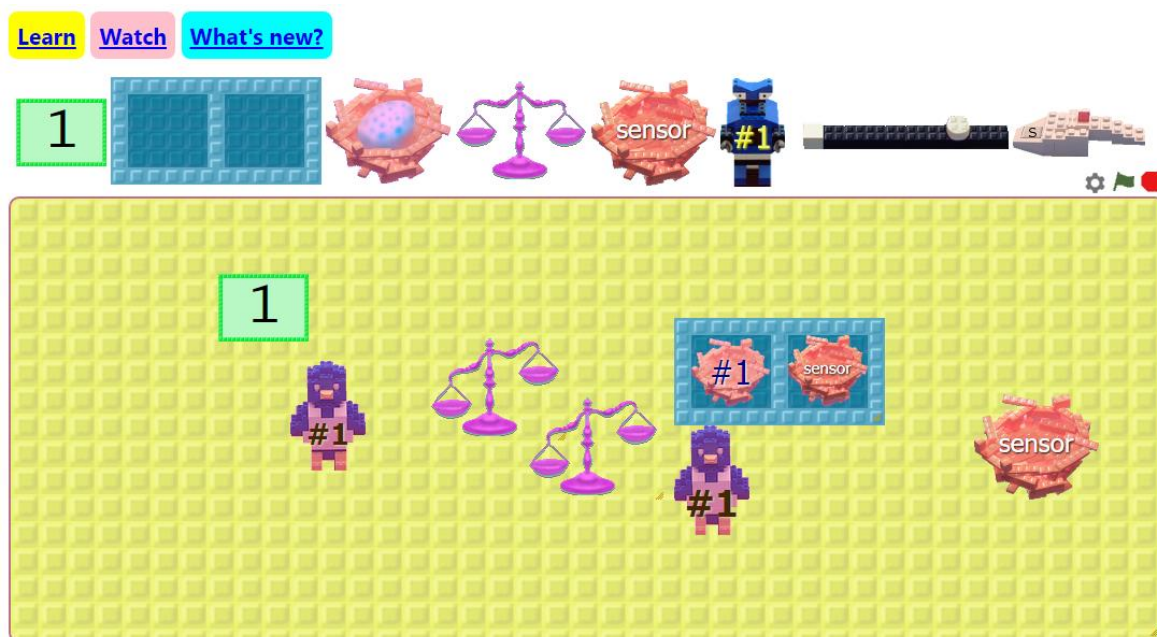 Learn Watch What's new?
1 sensor #1 S
1
#1 sensor
#1
sensor
#1